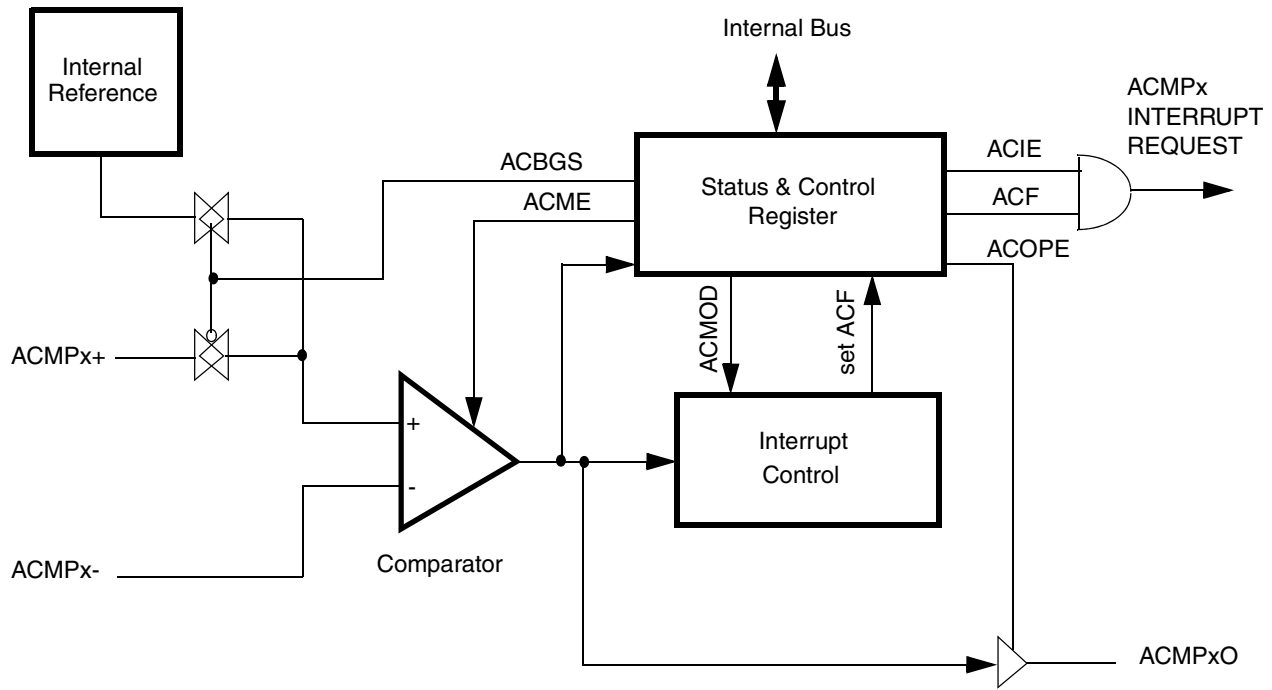 Internal
Reference
Internal Bus
ACMPx
INTERRUPT
REQUEST
ACBGS
ACME
Status & Control
Register
ACIE
ACF
ACOPE
ACMOD
set ACF
ACMPx+
+
-
Interrupt
Control
Comparator
ACMPx-
ACMPxO